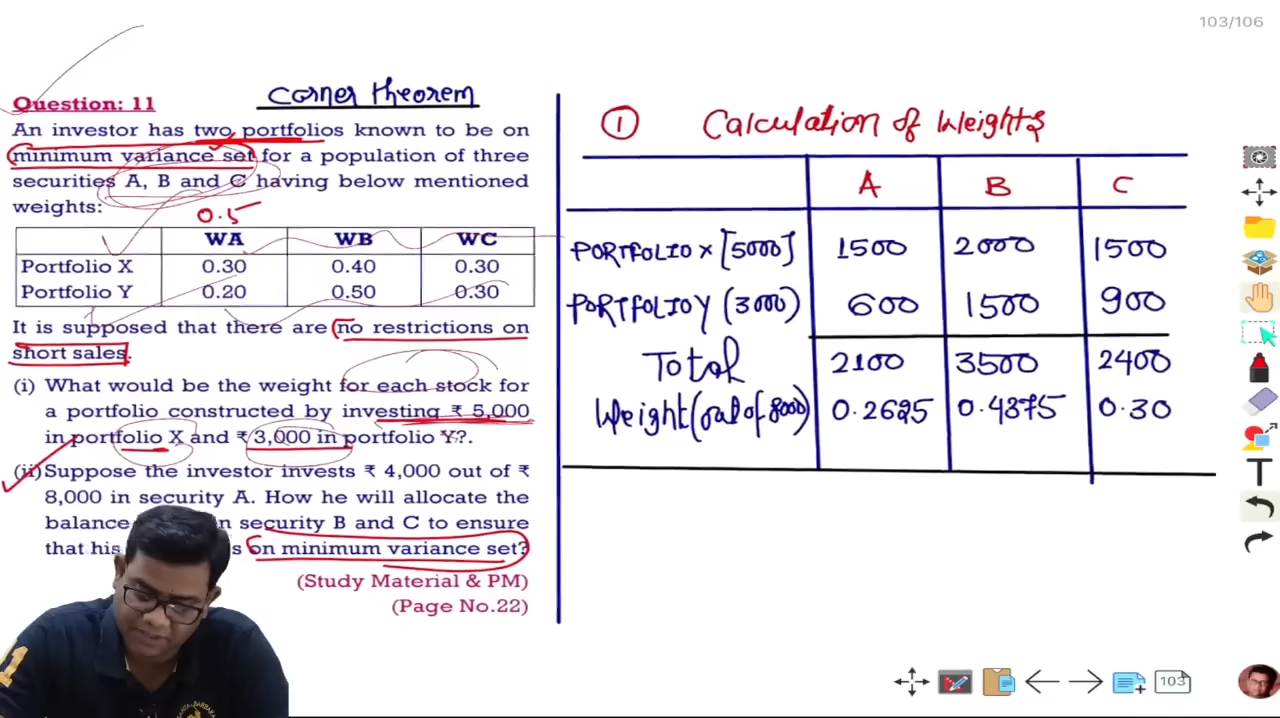 103/106
Question: 11
Corner theorem
An investor has two portfolios known to be on
minimum variance set for a population of three
securities A, B and C having below mentioned
weights:
0.5
WA WB WC
Portfolio X 0.30 0.40 0.30
Portfolio Y 0.20 0.50 0.30
It is supposed that there are no restrictions on
short sales.
(i) What would be the weight for each stock for
a portfolio constructed by investing ₹ 5,000
in portfolio X and ₹ 3,000 in portfolio Y?.
(ii) Suppose the investor invests ₹ 4,000 out of ₹
8,000 in security A. How he will allocate the
balance security B and C to ensure
that his on minimum variance set?
(Study Material & PM)
(Page No.22)
① Calculation of Weights
A B C
PORTFOLIO X [5000] 1500 2000 1500
PORTFOLIO Y (3000) 600 1500 900
Total 2100 3500 2400
Weight (out of 8000) 0.2625 0.4375 0.30
T
103